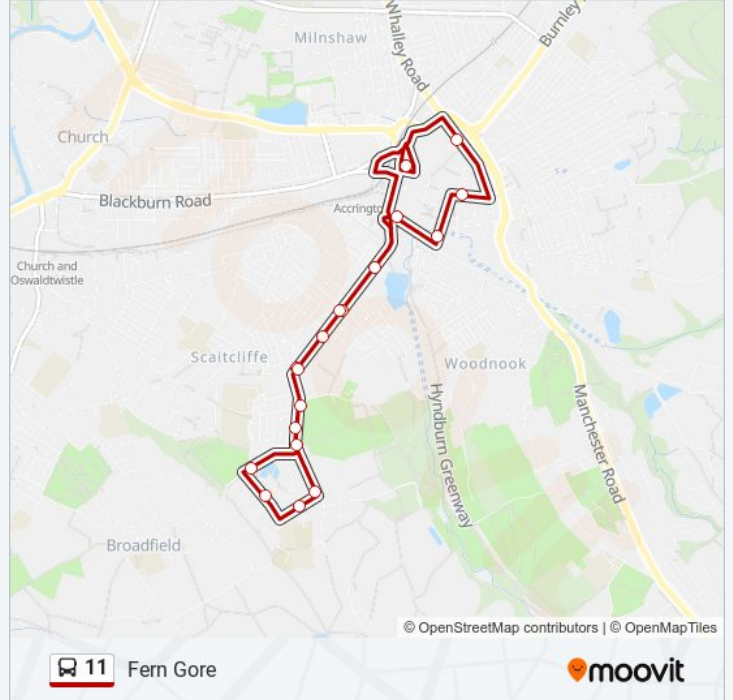 Milnshaw
Whalley Road
Burnley
Church
Blackburn Road
Accringto
Church and
Oswaldtwistle
Scaitcliffe
Woodnook
Hyndburn Greenway
Manchester Road
Broadfield
© OpenStreetMap contributors | © OpenMapTiles
11 Fern Gore
moovit